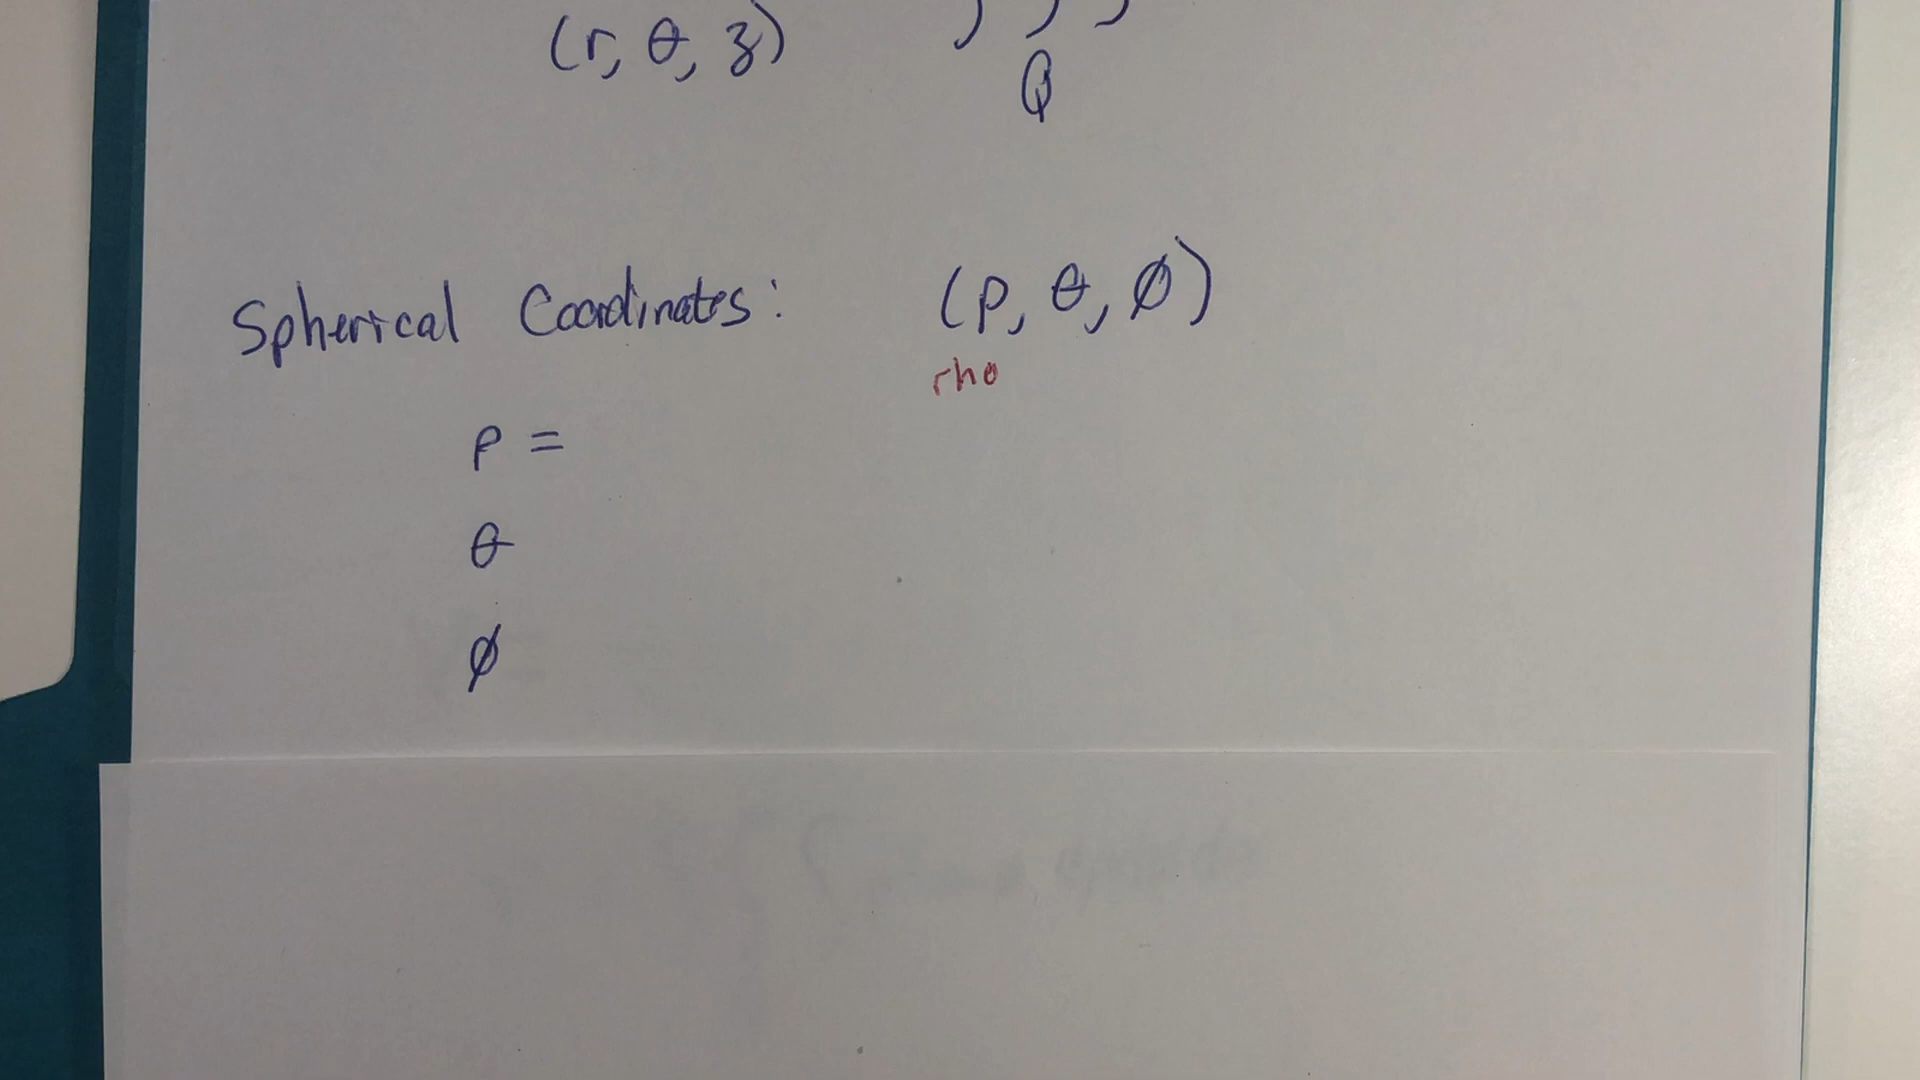 (r, θ, z)
Q
Spherical Coordinates: (ρ, θ, φ)
rho
ρ =
θ
φ